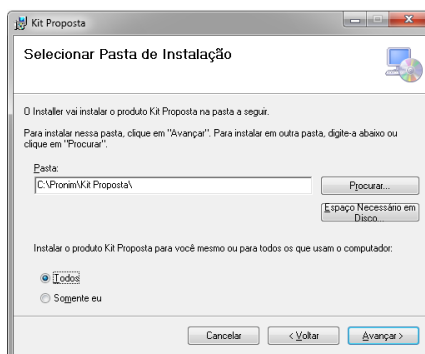 Kit Proposta
Selecionar Pasta de Instalação
O Installer vai instalar o produto Kit Proposta na pasta a seguir.
Para instalar nessa pasta, clique em "Avançar". Para instalar em outra pasta, digite-a abaixo ou
clique em "Procurar".
Pasta:
C:\Pronim\Kit Proposta\
Procurar...
Espaço Necessário em
Disco...
Instalar o produto Kit Proposta para você mesmo ou para todos os que usam o computador:
Todos
Somente eu
Cancelar
< Voltar
Avançar >